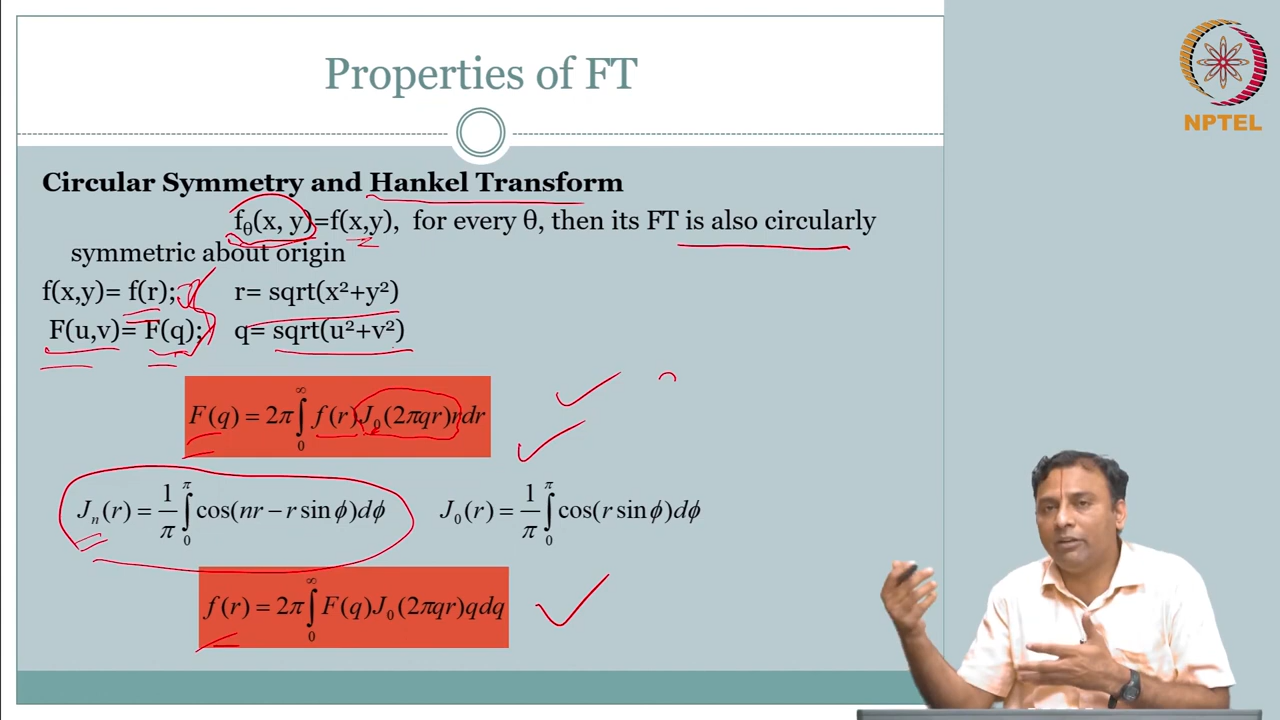 Properties of FT
NPTEL
Circular Symmetry and Hankel Transform
fθ(x, y)=f(x,y), for every θ, then its FT is also circularly
symmetric about origin
f(x,y)= f(r); r= sqrt(x²+y²)
F(u,v)= F(q); q= sqrt(u²+v²)
F(q) = 2π ∫₀^∞ f(r)J₀(2πqr)rdr
Jₙ(r) = 1/π ∫₀^π cos(nr − r sin ϕ)dϕ J₀(r) = 1/π ∫₀^π cos(r sin ϕ)dϕ
f(r) = 2π ∫₀^∞ F(q)J₀(2πqr)qdq